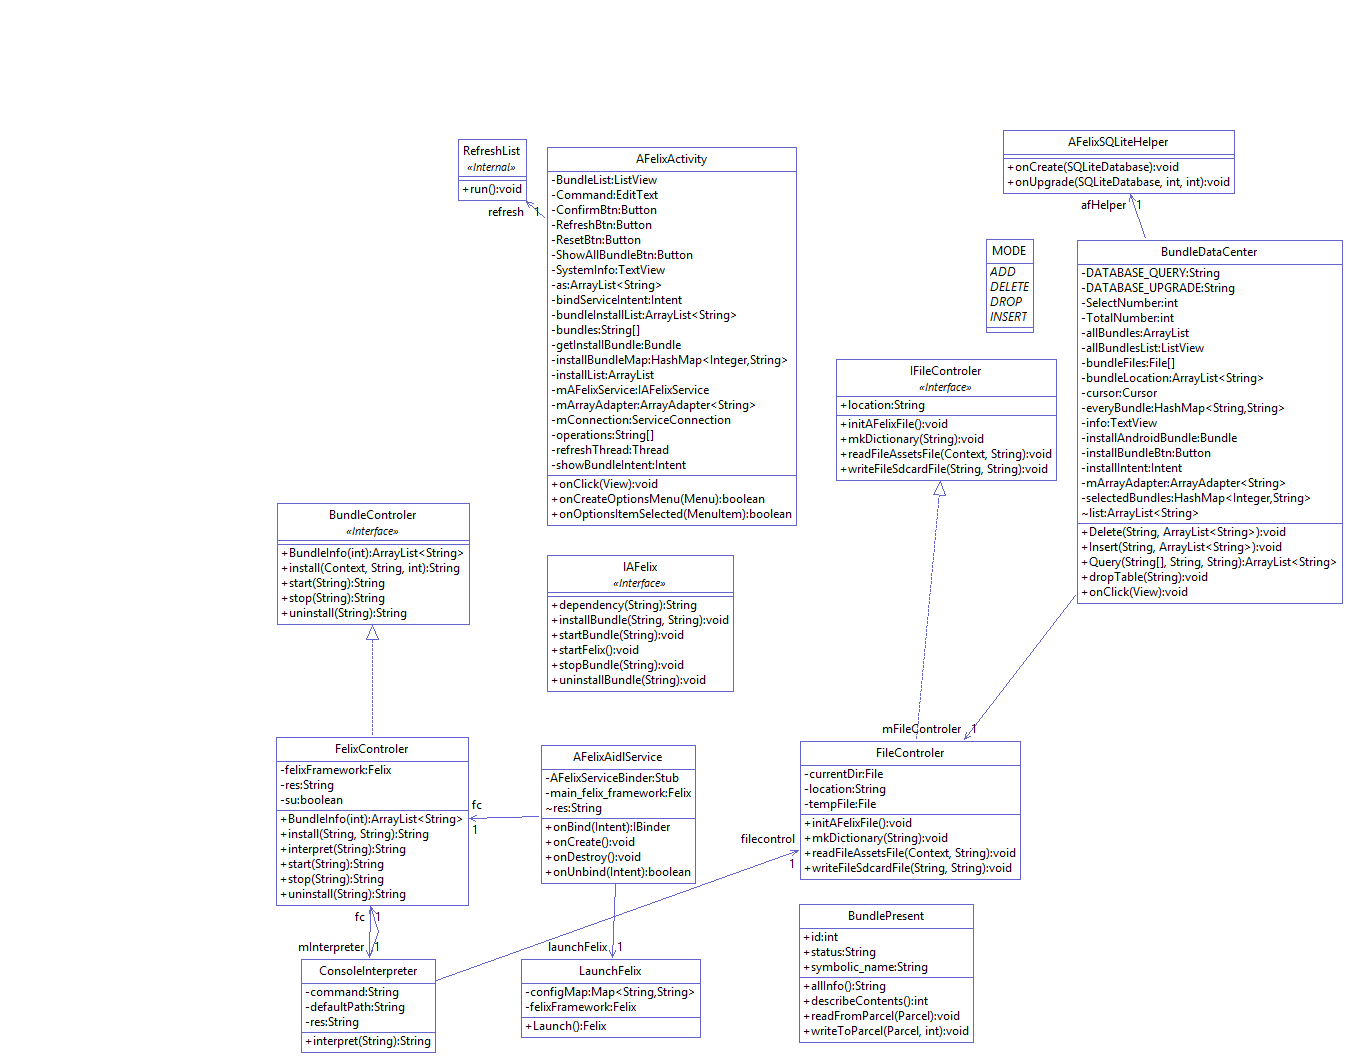 RefreshList
«Internal»
+run():void
refresh
1
AFelixActivity
-BundleList:ListView
-Command:EditText
-ConfirmBtn:Button
-RefreshBtn:Button
-ResetBtn:Button
-ShowAllBundleBtn:Button
-SystemInfo:TextView
-as:ArrayList<String>
-bindServiceIntent:Intent
-bundleInstallList:ArrayList<String>
-bundles:String[]
-getInstallBundle:Bundle
-installBundleMap:HashMap<Integer,String>
-installList:ArrayList
-mAFelixService:IAFelixService
-mArrayAdapter:ArrayAdapter<String>
-mConnection:ServiceConnection
-operations:String[]
-refreshThread:Thread
-showBundleIntent:Intent
+onClick(View):void
+onCreateOptionsMenu(Menu):boolean
+onOptionsItemSelected(MenuItem):boolean
AFelixSQLiteHelper
+onCreate(SQLiteDatabase):void
+onUpgrade(SQLiteDatabase, int, int):void
afHelper
1
MODE
ADD
DELETE
DROP
INSERT
BundleDataCenter
-DATABASE_QUERY:String
-DATABASE_UPGRADE:String
-SelectNumber:int
-TotalNumber:int
-allBundles:ArrayList
-allBundlesList:ListView
-bundleFiles:File[]
-bundleLocation:ArrayList<String>
-cursor:Cursor
-everyBundle:HashMap<String,String>
-info:TextView
-installAndroidBundle:Bundle
-installBundleBtn:Button
-installIntent:Intent
-mArrayAdapter:ArrayAdapter<String>
-selectedBundles:HashMap<Integer,String>
~list:ArrayList<String>
+Delete(String, ArrayList<String>):void
+Insert(String, ArrayList<String>):void
+Query(String[], String, String):ArrayList<String>
+dropTable(String):void
+onClick(View):void
IFileControler
«Interface»
+location:String
+initAFelixFile():void
+mkDictionary(String):void
+readFileAssetsFile(Context, String):void
+writeFileSdcardFile(String, String):void
BundleControler
«Interface»
+BundleInfo(int):ArrayList<String>
+install(Context, String, int):String
+start(String):String
+stop(String):String
+uninstall(String):String
IAFelix
«Interface»
+dependency(String):String
+installBundle(String, String):void
+startBundle(String):void
+startFelix():void
+stopBundle(String):void
+uninstallBundle(String):void
FelixControler
-felixFramework:Felix
-res:String
-su:boolean
+BundleInfo(int):ArrayList<String>
+install(String, String):String
+interpret(String):String
+start(String):String
+stop(String):String
+uninstall(String):String
fc
1
AFelixAidlService
-AFelixServiceBinder:Stub
-main_felix_framework:Felix
~res:String
+onBind(Intent):IBinder
+onCreate():void
+onDestroy():void
+onUnbind(Intent):boolean
mFileControler
1
FileControler
-currentDir:File
-location:String
-tempFile:File
+initAFelixFile():void
+mkDictionary(String):void
+readFileAssetsFile(Context, String):void
+writeFileSdcardFile(String, String):void
filecontrol
1
fc
1
mInterpreter
1
ConsoleInterpreter
-command:String
-defaultPath:String
-res:String
+interpret(String):String
launchFelix
1
LaunchFelix
-configMap:Map<String,String>
-felixFramework:Felix
+Launch():Felix
BundlePresent
+id:int
+status:String
+symbolic_name:String
+allInfo():String
+describeContents():int
+readFromParcel(Parcel):void
+writeToParcel(Parcel, int):void